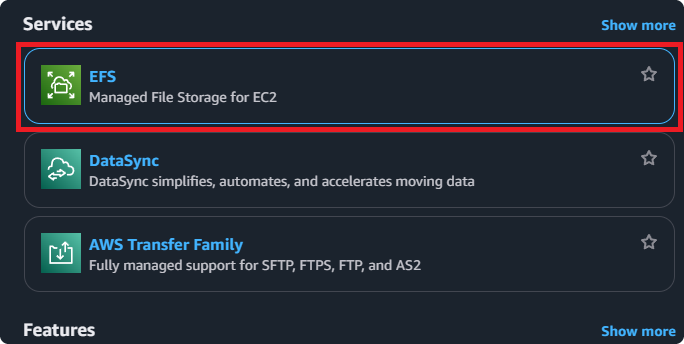 Services
Show more
EFS
Managed File Storage for EC2
DataSync
DataSync simplifies, automates, and accelerates moving data
AWS Transfer Family
Fully managed support for SFTP, FTPS, FTP, and AS2
Features
Show more